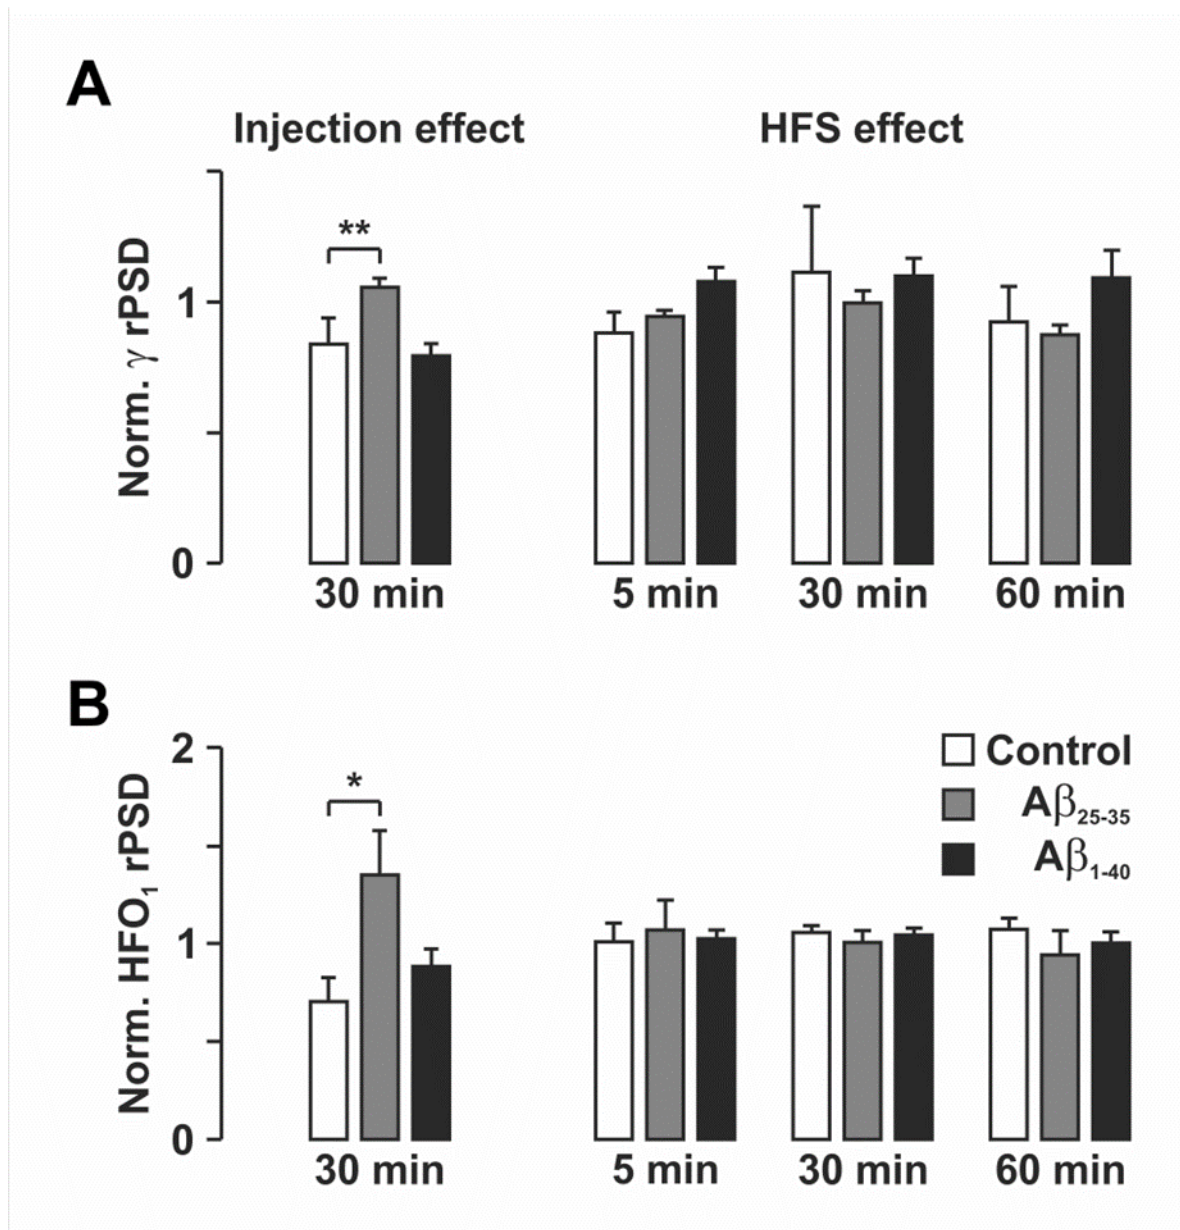 A
Injection effect HFS effect
Norm. γ rPSD
**
1
0
30 min 5 min 30 min 60 min
B
Norm. HFO₁ rPSD
2
*
1
0
Control
Aβ₂₅₋₃₅
Aβ₁₋₄₀
30 min 5 min 30 min 60 min